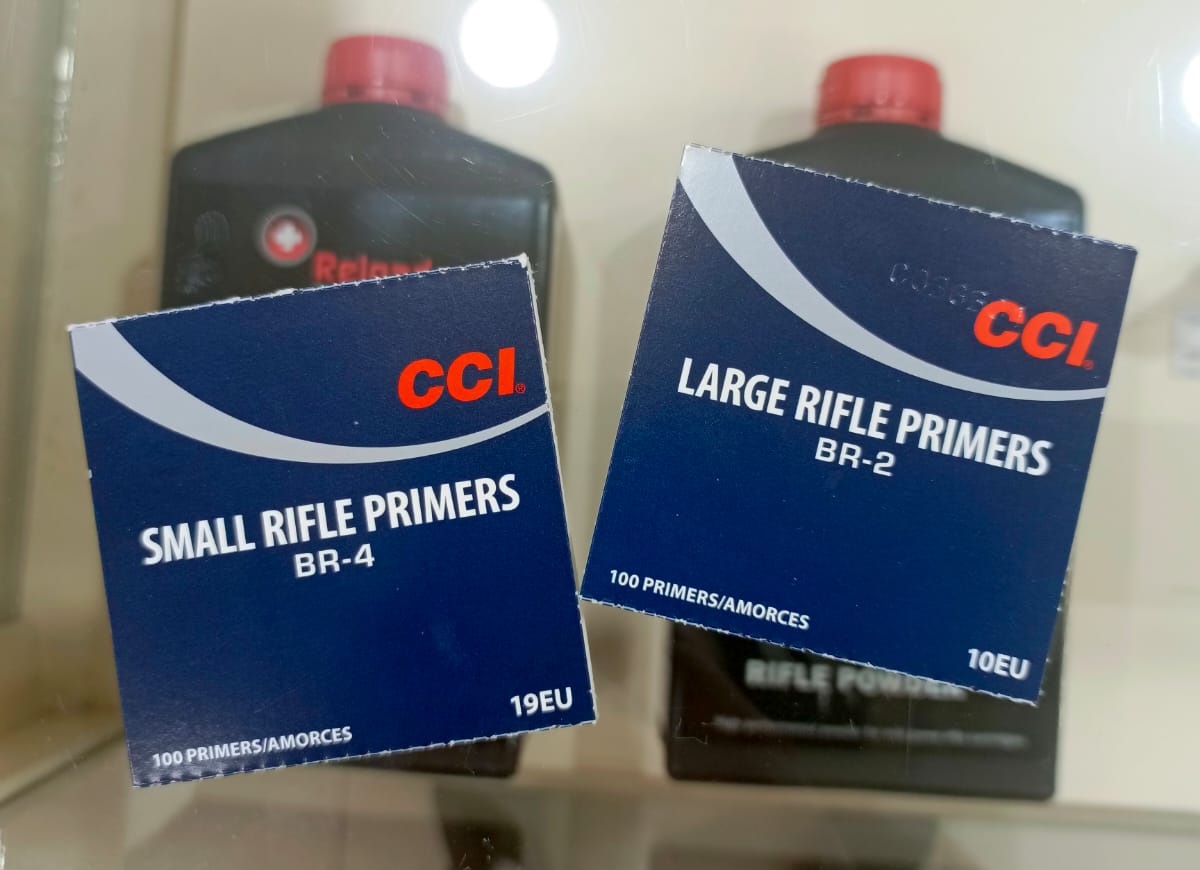 CCI®
SMALL RIFLE PRIMERS
BR-4
19EU
100 PRIMERS/AMORCES
CCI®
LARGE RIFLE PRIMERS
BR-2
100 PRIMERS/AMORCES
10EU
RIFLE POWDER